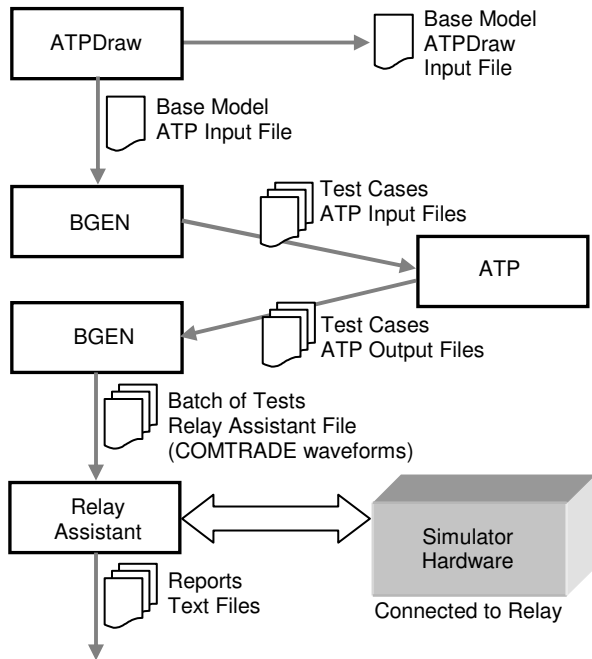 ATPDraw
Base Model
ATPDraw
Input File
Base Model
ATP Input File
BGEN
Test Cases
ATP Input Files
ATP
BGEN
Test Cases
ATP Output Files
Batch of Tests
Relay Assistant File
(COMTRADE waveforms)
Relay
Assistant
Simulator
Hardware
Connected to Relay
Reports
Text Files